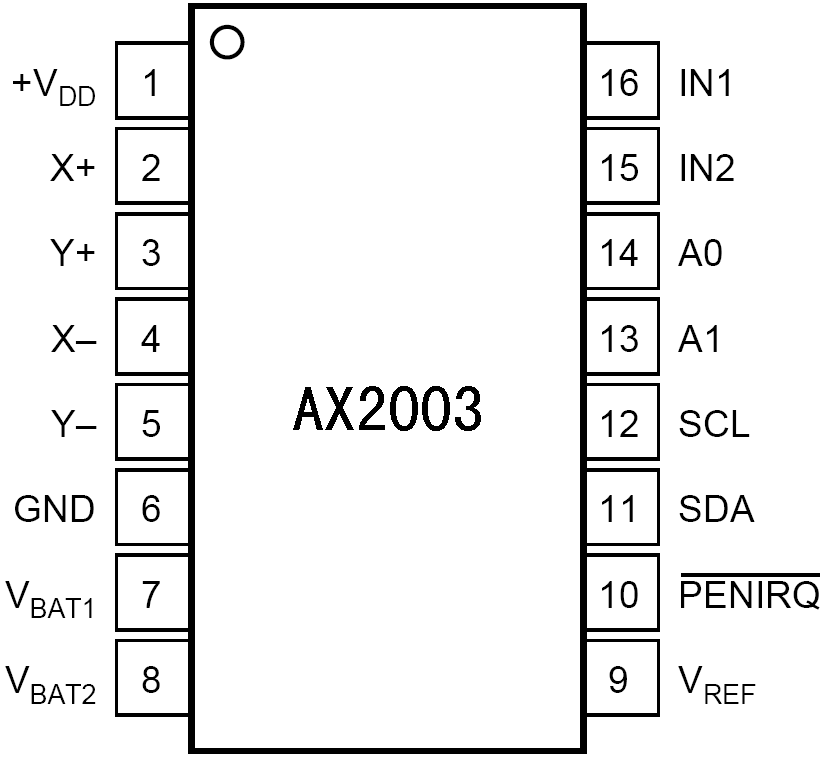 +VDD 1 16 IN1
X+ 2 15 IN2
Y+ 3 14 A0
X– 4 13 A1
AX2003
Y– 5 12 SCL
GND 6 11 SDA
VBAT1 7 10 PENIRQ
VBAT2 8 9 VREF